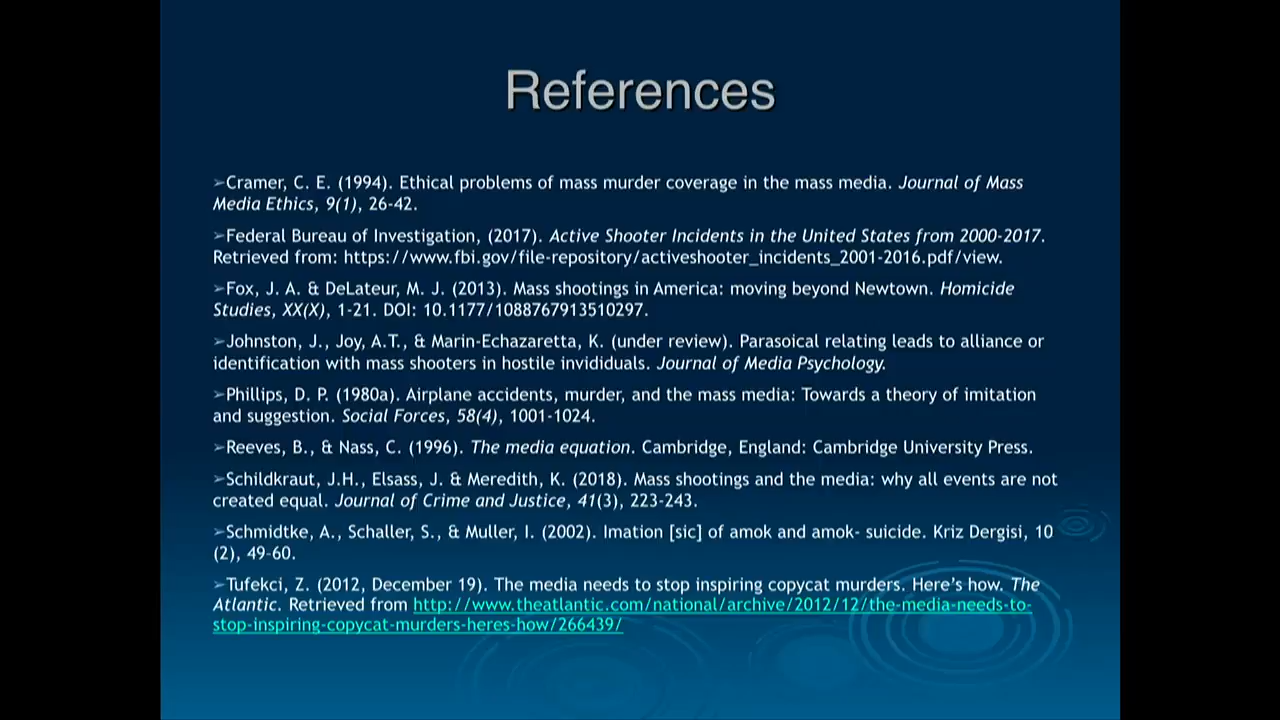 References
➢Cramer, C. E. (1994). Ethical problems of mass murder coverage in the mass media. Journal of Mass
Media Ethics, 9(1), 26-42.
➢Federal Bureau of Investigation, (2017). Active Shooter Incidents in the United States from 2000-2017.
Retrieved from: https://www.fbi.gov/file-repository/activeshooter_incidents_2001-2016.pdf/view.
➢Fox, J. A. & DeLateur, M. J. (2013). Mass shootings in America: moving beyond Newtown. Homicide
Studies, XX(X), 1-21. DOI: 10.1177/1088767913510297.
➢Johnston, J., Joy, A.T., & Marin-Echazaretta, K. (under review). Parasoical relating leads to alliance or
identification with mass shooters in hostile invididuals. Journal of Media Psychology.
➢Phillips, D. P. (1980a). Airplane accidents, murder, and the mass media: Towards a theory of imitation
and suggestion. Social Forces, 58(4), 1001-1024.
➢Reeves, B., & Nass, C. (1996). The media equation. Cambridge, England: Cambridge University Press.
➢Schildkraut, J.H., Elsass, J. & Meredith, K. (2018). Mass shootings and the media: why all events are not
created equal. Journal of Crime and Justice, 41(3), 223-243.
➢Schmidtke, A., Schaller, S., & Muller, I. (2002). Imation [sic] of amok and amok- suicide. Kriz Dergisi, 10
(2), 49-60.
➢Tufekci, Z. (2012, December 19). The media needs to stop inspiring copycat murders. Here's how. The
Atlantic. Retrieved from http://www.theatlantic.com/national/archive/2012/12/the-media-needs-to-
stop-inspiring-copycat-murders-heres-how/266439/